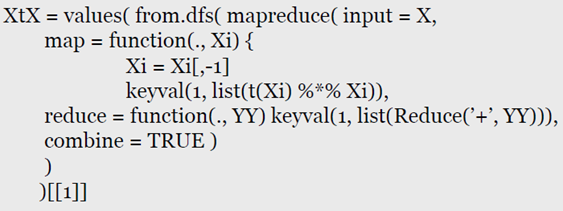 XtX = values( from.dfs( mapreduce( input = X,
map = function(., Xi) {
Xi = Xi[,-1]
keyval(1, list(t(Xi) %*% Xi)),
reduce = function(., YY) keyval(1, list(Reduce(’+’, YY))),
combine = TRUE )
)
)[[1]]